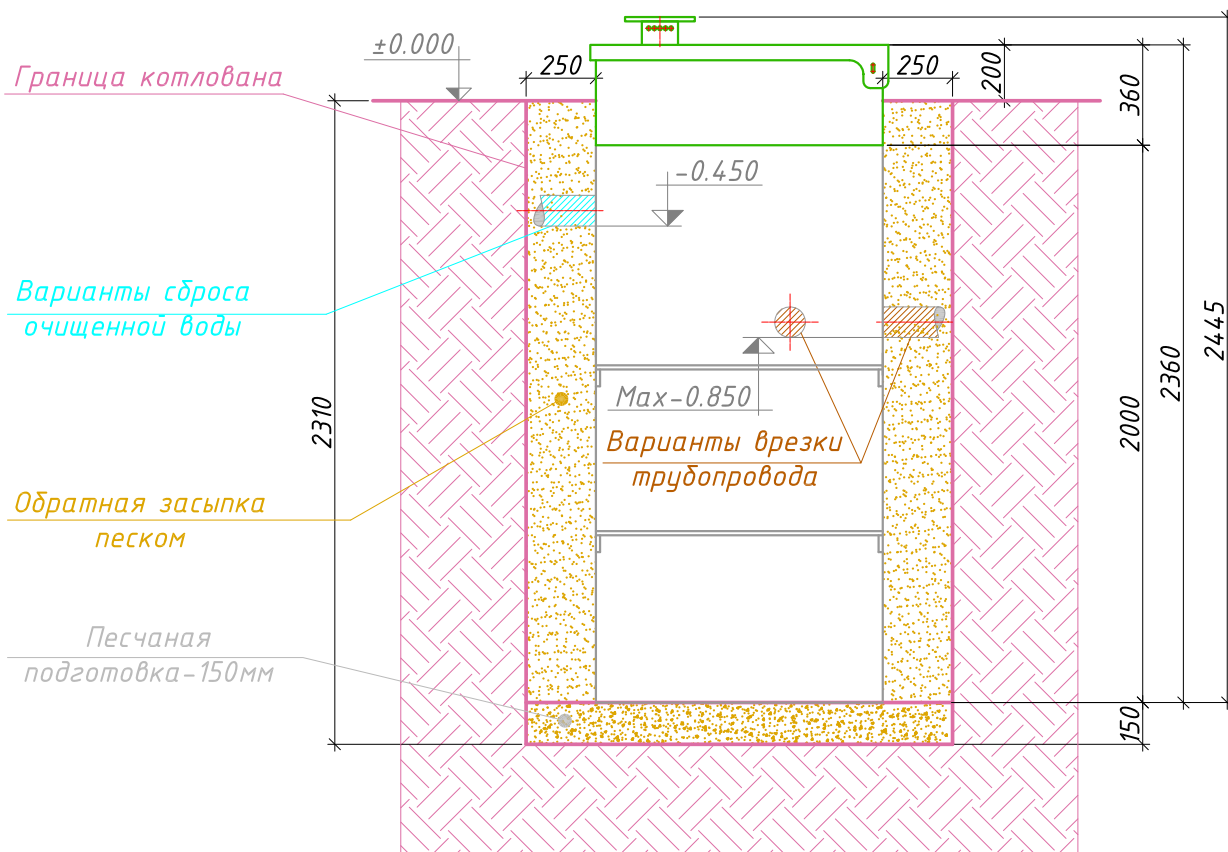 ±0.000
Граница котлована
250
250
200
360
-0.450
Варианты сброса
очищенной воды
2445
2360
2310
2000
Max-0.850
Варианты врезки
трубопровода
Обратная засыпка
песком
Песчаная
подготовка-150мм
150